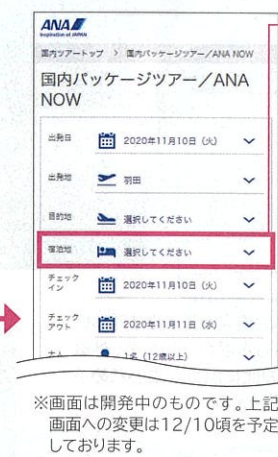 ANA
Inspiration of JAPAN
国内ツアートップ > 国内パッケージツアー/ANA NOW
国内パッケージツアー/ANA
NOW
出発日 2020年11月10日 (火)
出発地 羽田
目的地 選択してください
宿泊地 選択してください
チェック
イン 2020年11月10日 (火)
チェック
アウト 2020年11月11日 (水)
大人 1名 (12歳以上)
※画面は開発中のものです。上記
画面への変更は12/10頃を予定
しております。